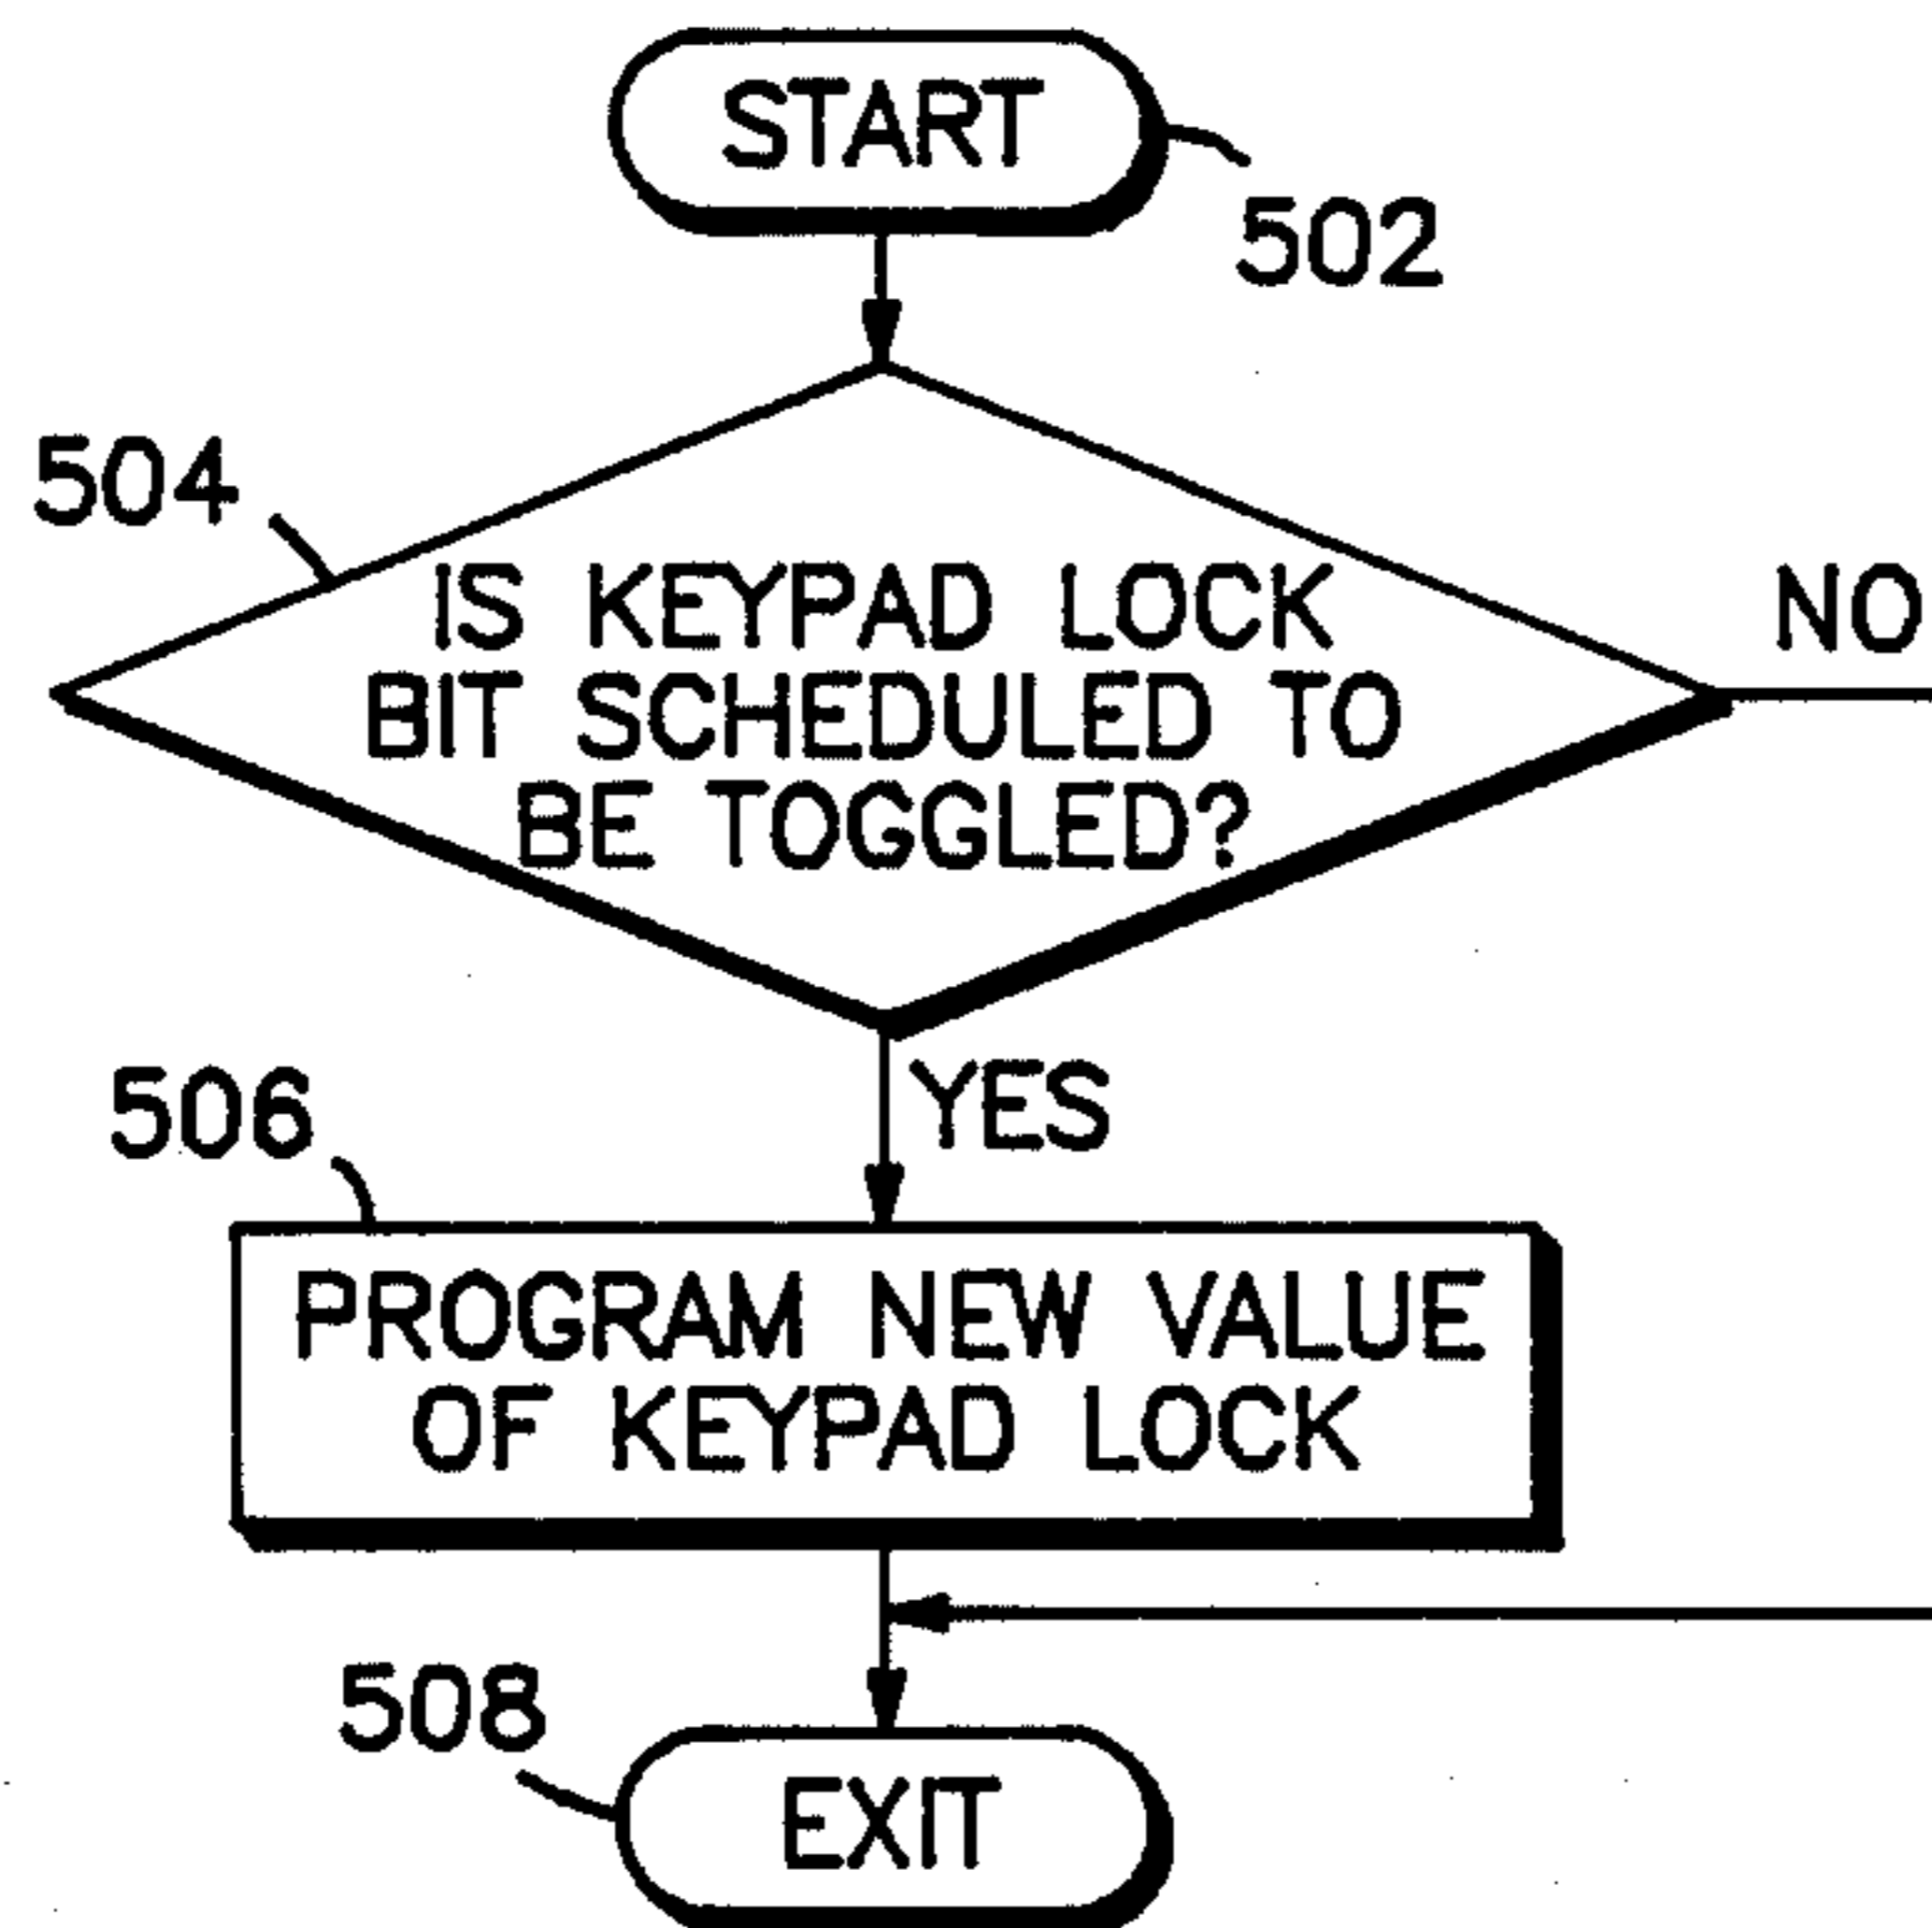 START
502
504
IS KEYPAD LOCK
BIT SCHEDULED TO
BE TOGGLED?
NO
YES
506
PROGRAM NEW VALUE
OF KEYPAD LOCK
508
EXIT